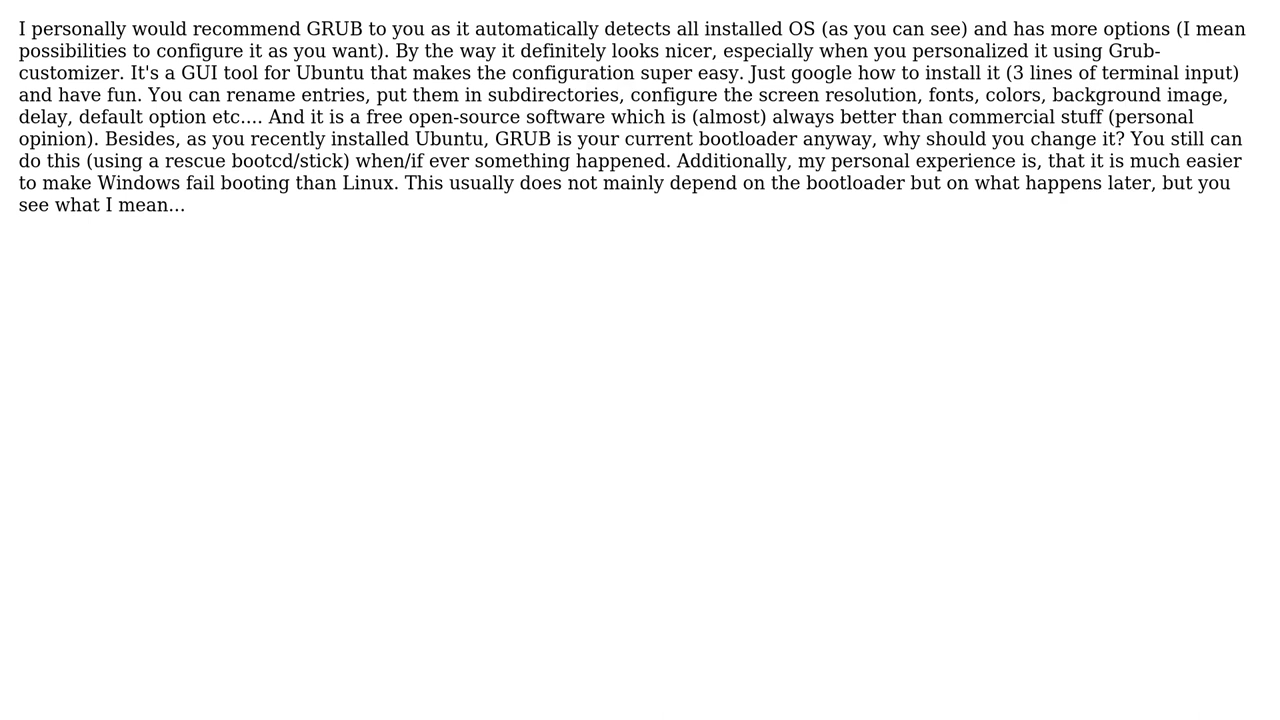 I personally would recommend GRUB to you as it automatically detects all installed OS (as you can see) and has more options (I mean
possibilities to configure it as you want). By the way it definitely looks nicer, especially when you personalized it using Grub-
customizer. It's a GUI tool for Ubuntu that makes the configuration super easy. Just google how to install it (3 lines of terminal input)
and have fun. You can rename entries, put them in subdirectories, configure the screen resolution, fonts, colors, background image,
delay, default option etc.... And it is a free open-source software which is (almost) always better than commercial stuff (personal
opinion). Besides, as you recently installed Ubuntu, GRUB is your current bootloader anyway, why should you change it? You still can
do this (using a rescue bootcd/stick) when/if ever something happened. Additionally, my personal experience is, that it is much easier
to make Windows fail booting than Linux. This usually does not mainly depend on the bootloader but on what happens later, but you
see what I mean...